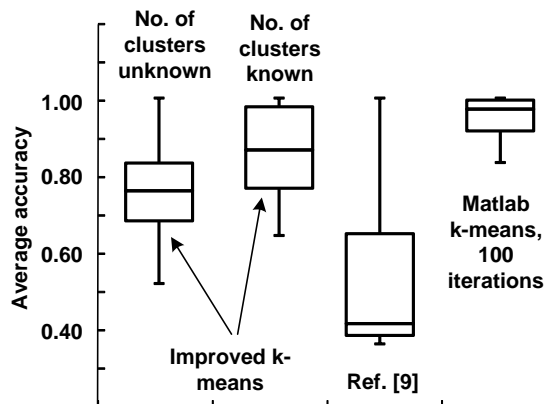 No. of
clusters
unknown
No. of
clusters
known
1.00
0.80
0.60
0.40
Average accuracy
Matlab
k-means,
100
iterations
Improved k-
means
Ref. [9]